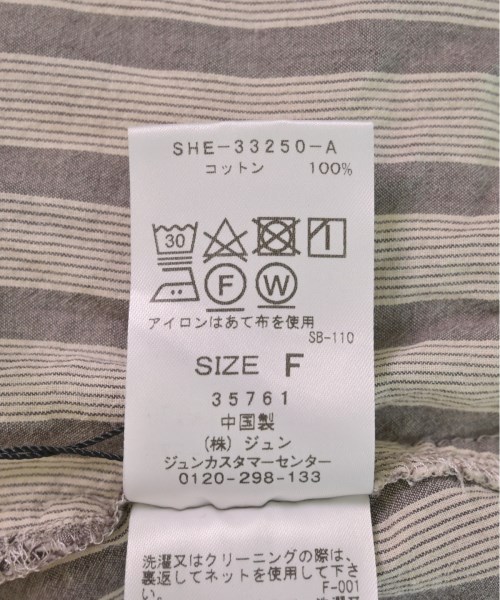 SHE-33250-A
コットン 100%
30
F W
アイロンはあて布を使用
SB-110
SIZE F
35761
中国製
(株) ジュン
ジュンカスタマーセンター
0120-298-133
洗濯又はクリーニングの際は、
裏返してネットを使用して下さい。
F-001